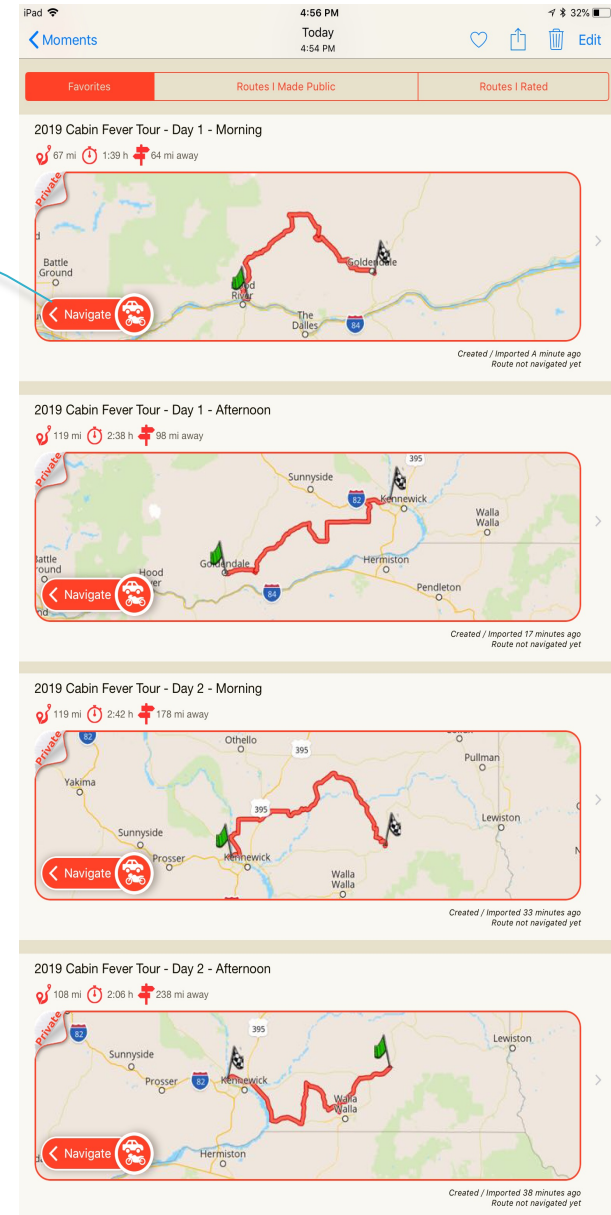 iPad 4:56 PM 32%
Moments Today Edit
4:54 PM
Favorites Routes I Made Public Routes I Rated
2019 Cabin Fever Tour - Day 1 - Morning
67 mi 1:39 h 64 mi away
Private
Battle
Ground
Goldendale
Hood
River
Navigate
The
Dalles
84
Created / Imported A minute ago
Route not navigated yet
2019 Cabin Fever Tour - Day 1 - Afternoon
119 mi 2:38 h 98 mi away
Private
395
Sunnyside
82
Kennewick
Walla
Walla
Goldendale
Hood
Hermiston
Navigate
84
Pendleton
Created / Imported 17 minutes ago
Route not navigated yet
2019 Cabin Fever Tour - Day 2 - Morning
119 mi 2:42 h 178 mi away
Private
82
Othello
395
Pullman
Yakima
395
Lewiston
Sunnyside
Prosser
Kennewick
Navigate
Walla
Walla
Created / Imported 33 minutes ago
Route not navigated yet
2019 Cabin Fever Tour - Day 2 - Afternoon
108 mi 2:06 h 238 mi away
Private
82
395
Lewiston
Sunnyside
Prosser
82
Kennewick
Walla
Walla
Navigate
Hermiston
Created / Imported 38 minutes ago
Route not navigated yet